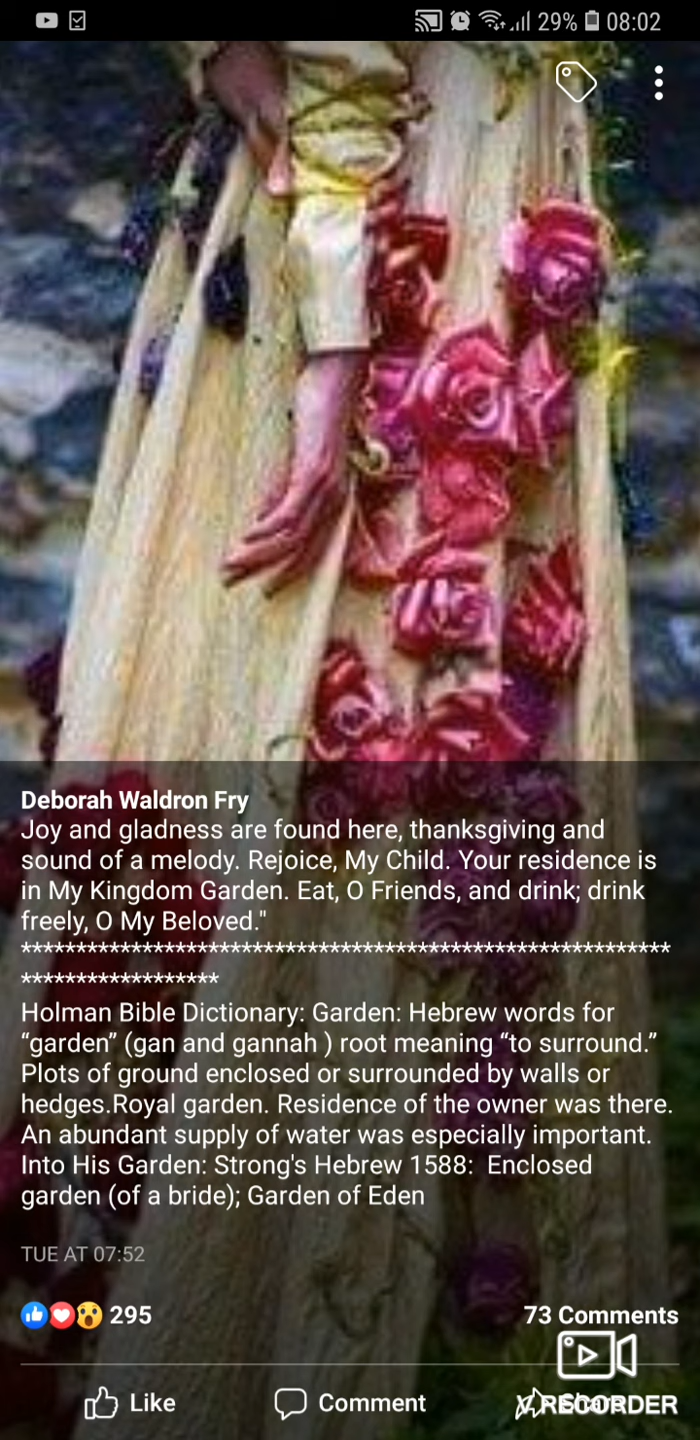 29% 08:02
Deborah Waldron Fry
Joy and gladness are found here, thanksgiving and
sound of a melody. Rejoice, My Child. Your residence is
in My Kingdom Garden. Eat, O Friends, and drink; drink
freely, O My Beloved."
***********************************************************
******************
Holman Bible Dictionary: Garden: Hebrew words for
“garden” (gan and gannah ) root meaning “to surround.”
Plots of ground enclosed or surrounded by walls or
hedges.Royal garden. Residence of the owner was there.
An abundant supply of water was especially important.
Into His Garden: Strong's Hebrew 1588:  Enclosed
garden (of a bride); Garden of Eden
TUE AT 07:52
295 73 Comments
Like Comment Share
V RECORDER